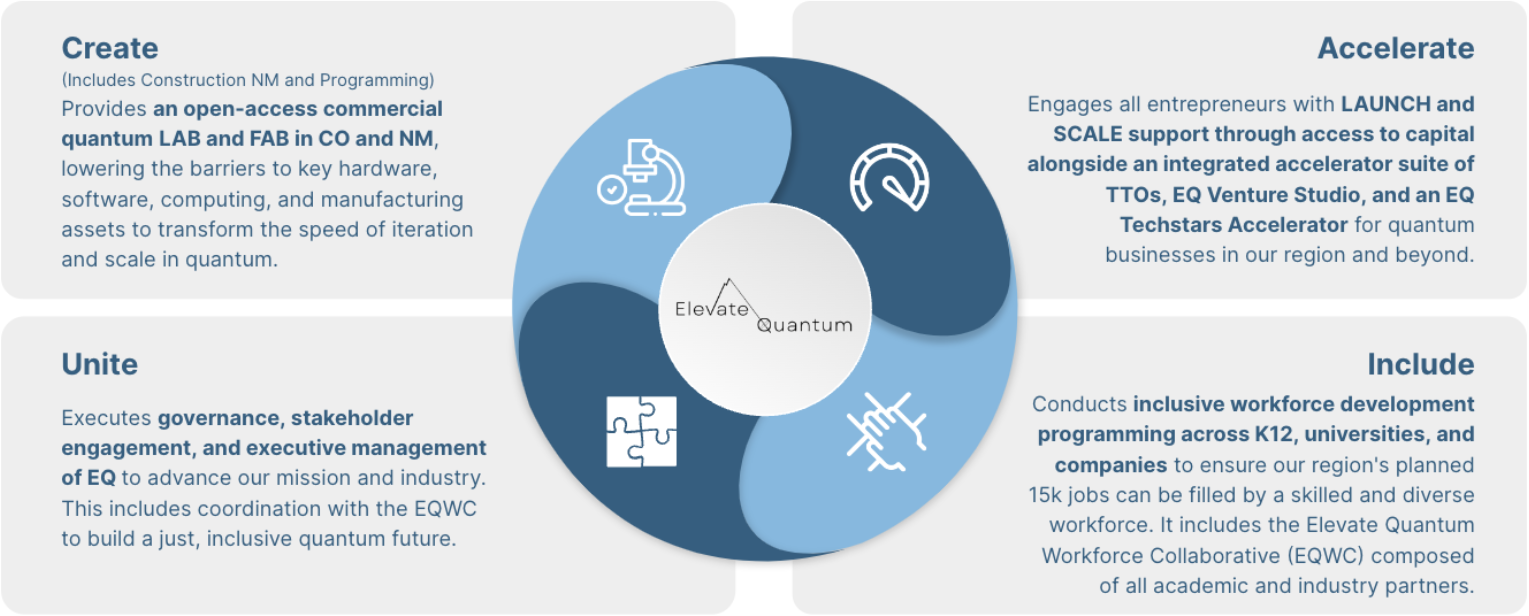 Create
(Includes Construction NM and Programming)
Provides an open-access commercial
quantum LAB and FAB in CO and NM,
lowering the barriers to key hardware,
software, computing, and manufacturing
assets to transform the speed of iteration
and scale in quantum.
Accelerate
Engages all entrepreneurs with LAUNCH and
SCALE support through access to capital
alongside an integrated accelerator suite of
TTOs, EQ Venture Studio, and an EQ
Techstars Accelerator for quantum
businesses in our region and beyond.
Elevate
Quantum
Unite
Executes governance, stakeholder
engagement, and executive management
of EQ to advance our mission and industry.
This includes coordination with the EQWC
to build a just, inclusive quantum future.
Include
Conducts inclusive workforce development
programming across K12, universities, and
companies to ensure our region's planned
15k jobs can be filled by a skilled and diverse
workforce. It includes the Elevate Quantum
Workforce Collaborative (EQWC) composed
of all academic and industry partners.